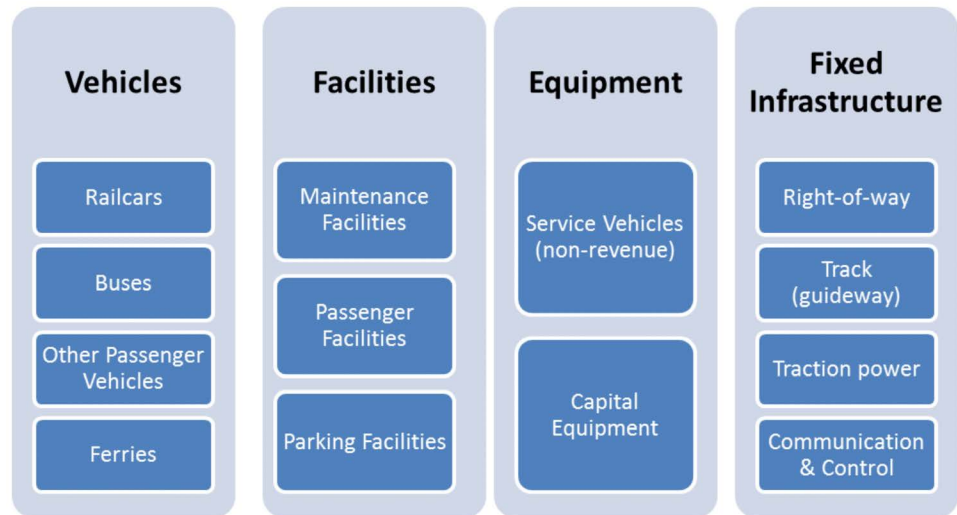 Vehicles
Railcars
Buses
Other Passenger
Vehicles
Ferries
Facilities
Maintenance
Facilities
Passenger
Facilities
Parking Facilities
Equipment
Service Vehicles
(non-revenue)
Capital
Equipment
Fixed
Infrastructure
Right-of-way
Track
(guideway)
Traction power
Communication
& Control